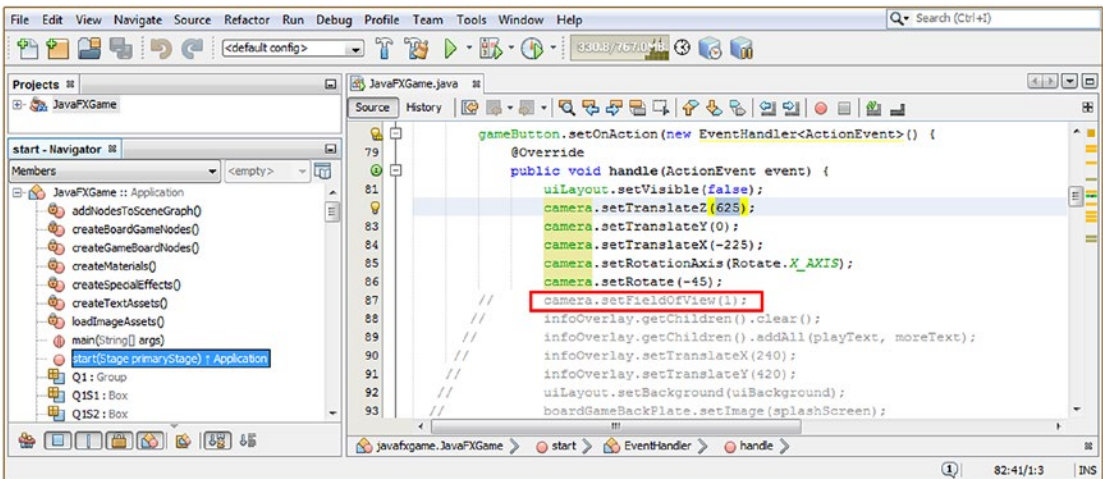 File Edit View Navigate Source Refactor Run Debug Profile Team Tools Window Help
Search (Ctrl+I)
<default config>
330.8/767.0MB
Projects
JavaFXGame
start - Navigator
Members
<empty>
JavaFXGame :: Application
addNodesToSceneGraph()
createBoardGameNodes()
createGameBoardNodes()
createMaterials()
createSpecialEffects()
createTextAssets()
loadImageAssets()
main(String[] args)
start(Stage primaryStage) ↑ Application
Q1 : Group
Q1S1 : Box
Q1S2 : Box
JavaFXGame.java
Source History
gameButton.setOnAction(new EventHandler<ActionEvent>() {
79 @Override
public void handle(ActionEvent event) {
81 uiLayout.setVisible(false);
camera.setTranslateZ(625);
83 camera.setTranslateY(0);
84 camera.setTranslateX(-225);
85 camera.setRotationAxis(Rotate.X_AXIS);
86 camera.setRotate(-45);
87 // camera.setFieldOfView(1);
88 // infoOverlay.getChildren().clear();
89 // infoOverlay.getChildren().addAll(playText, moreText);
90 // infoOverlay.setTranslateX(240);
91 // infoOverlay.setTranslateY(420);
92 // uiLayout.setBackground(uiBackground);
93 // boardGameBackPlate.setImage(splashScreen);
javafxgame.JavaFXGame start EventHandler handle
1 82:41/1:3 INS